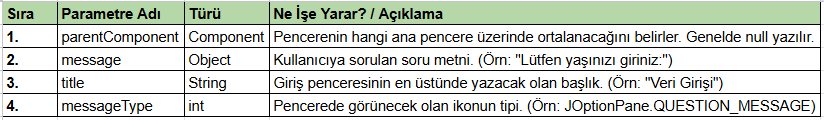 Sıra Parametre Adı Türü Ne İşe Yarar? / Açıklama
1. parentComponent Component Pencerenin hangi ana pencere üzerinde ortalanacağını belirler. Genelde null yazılır.
2. message Object Kullanıcıya sorulan soru metni. (Örn: "Lütfen yaşınızı giriniz:")
3. title String Giriş penceresinin en üstünde yazacak olan başlık. (Örn: "Veri Girişi")
4. messageType int Pencerede görünecek olan ikonun tipi. (Örn: JOptionPane.QUESTION_MESSAGE)